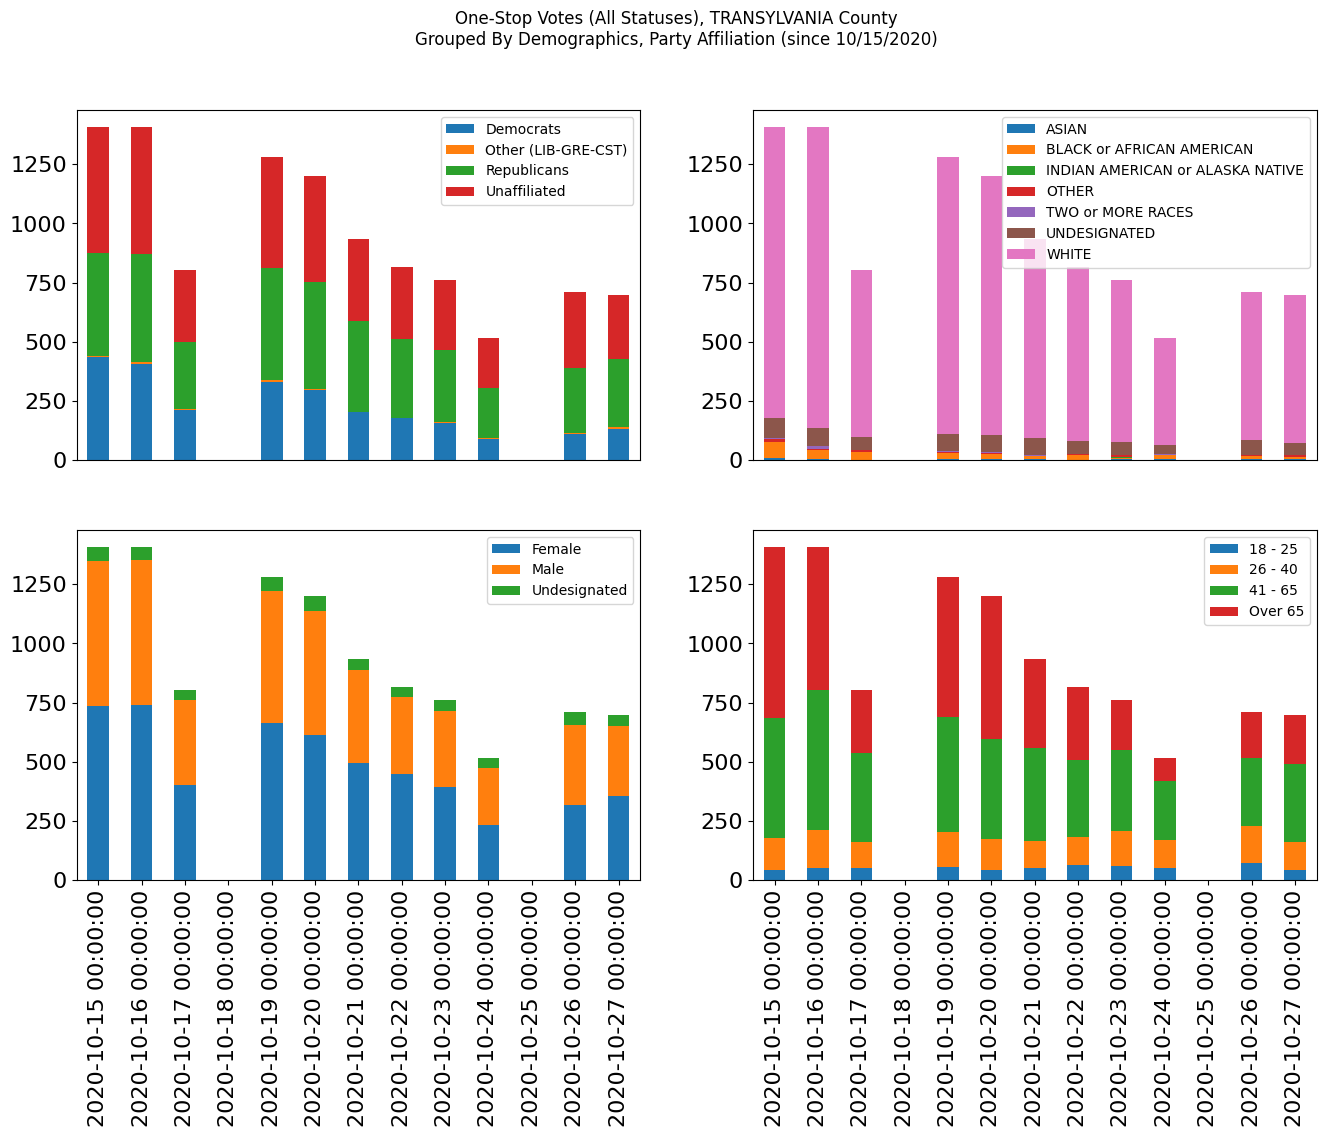 One-Stop Votes (All Statuses), TRANSYLVANIA County
Grouped By Demographics, Party Affiliation (since 10/15/2020)
1250
1000
750
500
250
0
Democrats
Other (LIB-GRE-CST)
Republicans
Unaffiliated
1250
1000
750
500
250
0
ASIAN
BLACK or AFRICAN AMERICAN
INDIAN AMERICAN or ALASKA NATIVE
OTHER
TWO or MORE RACES
UNDESIGNATED
WHITE
1250
1000
750
500
250
0
Female
Male
Undesignated
2020-10-15 00:00:00
2020-10-16 00:00:00
2020-10-17 00:00:00
2020-10-18 00:00:00
2020-10-19 00:00:00
2020-10-20 00:00:00
2020-10-21 00:00:00
2020-10-22 00:00:00
2020-10-23 00:00:00
2020-10-24 00:00:00
2020-10-25 00:00:00
2020-10-26 00:00:00
2020-10-27 00:00:00
1250
1000
750
500
250
0
18 - 25
26 - 40
41 - 65
Over 65
2020-10-15 00:00:00
2020-10-16 00:00:00
2020-10-17 00:00:00
2020-10-18 00:00:00
2020-10-19 00:00:00
2020-10-20 00:00:00
2020-10-21 00:00:00
2020-10-22 00:00:00
2020-10-23 00:00:00
2020-10-24 00:00:00
2020-10-25 00:00:00
2020-10-26 00:00:00
2020-10-27 00:00:00